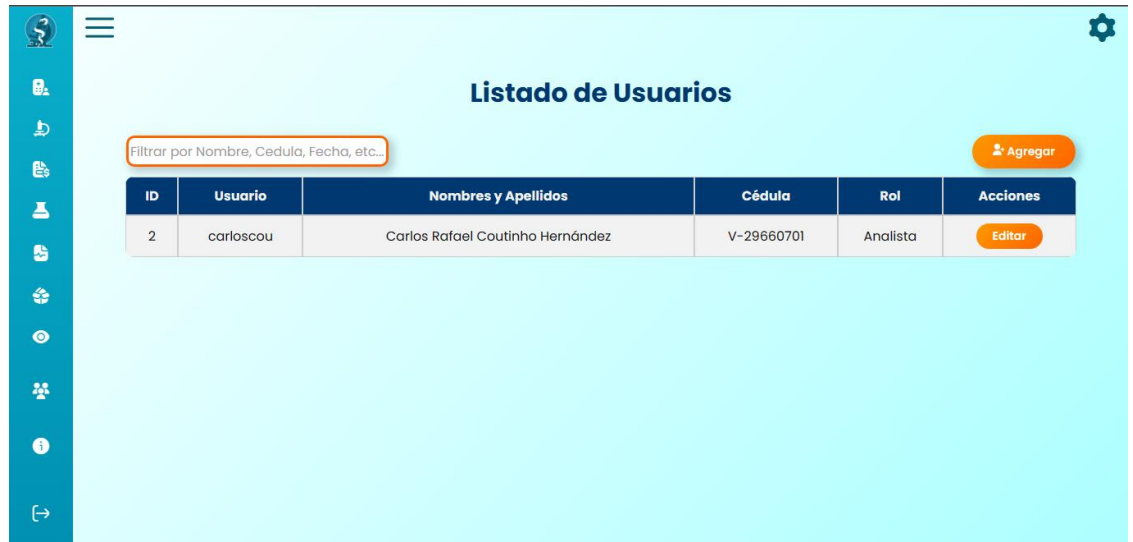 Listado de Usuarios
Filtrar por Nombre, Cedula, Fecha, etc...
Agregar
ID Usuario Nombres y Apellidos Cédula Rol Acciones
2 carloscou Carlos Rafael Coutinho Hernández V-29660701 Analista Editar